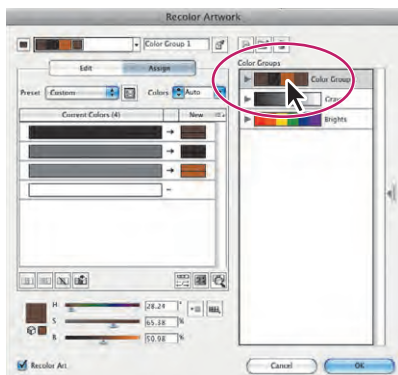 Recolor Artwork
Color Group 1
Edit
Assign
Color Groups
Preset: Custom
Colors: Auto
Color Group
Gray
Current Colors (4)
New
Brights
H
28.24
°
S
65.38
%
B
50.98
%
Recolor Art
Cancel
OK